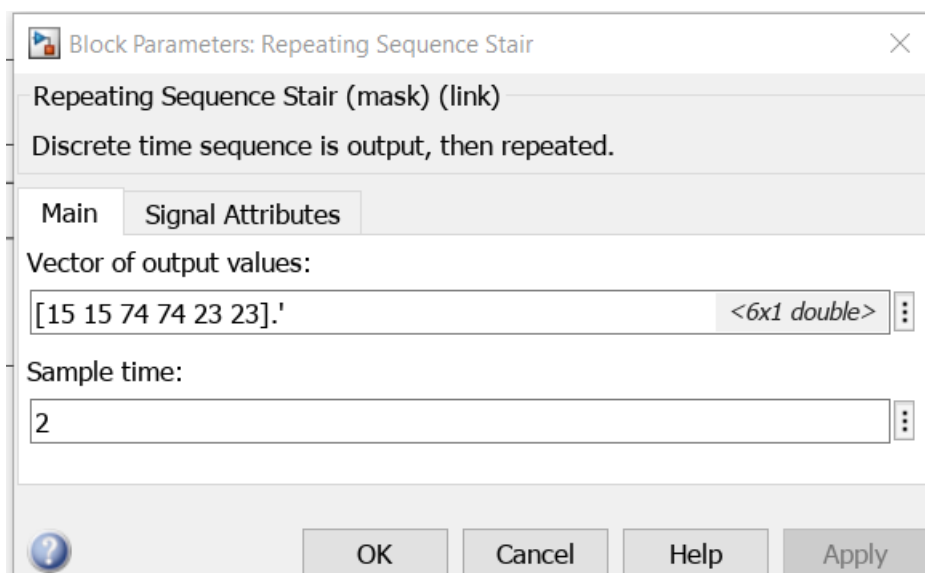 Block Parameters: Repeating Sequence Stair
Repeating Sequence Stair (mask) (link)
Discrete time sequence is output, then repeated.
Main Signal Attributes
Vector of output values:
[15 15 74 74 23 23].' <6x1 double>
Sample time:
2
OK Cancel Help Apply